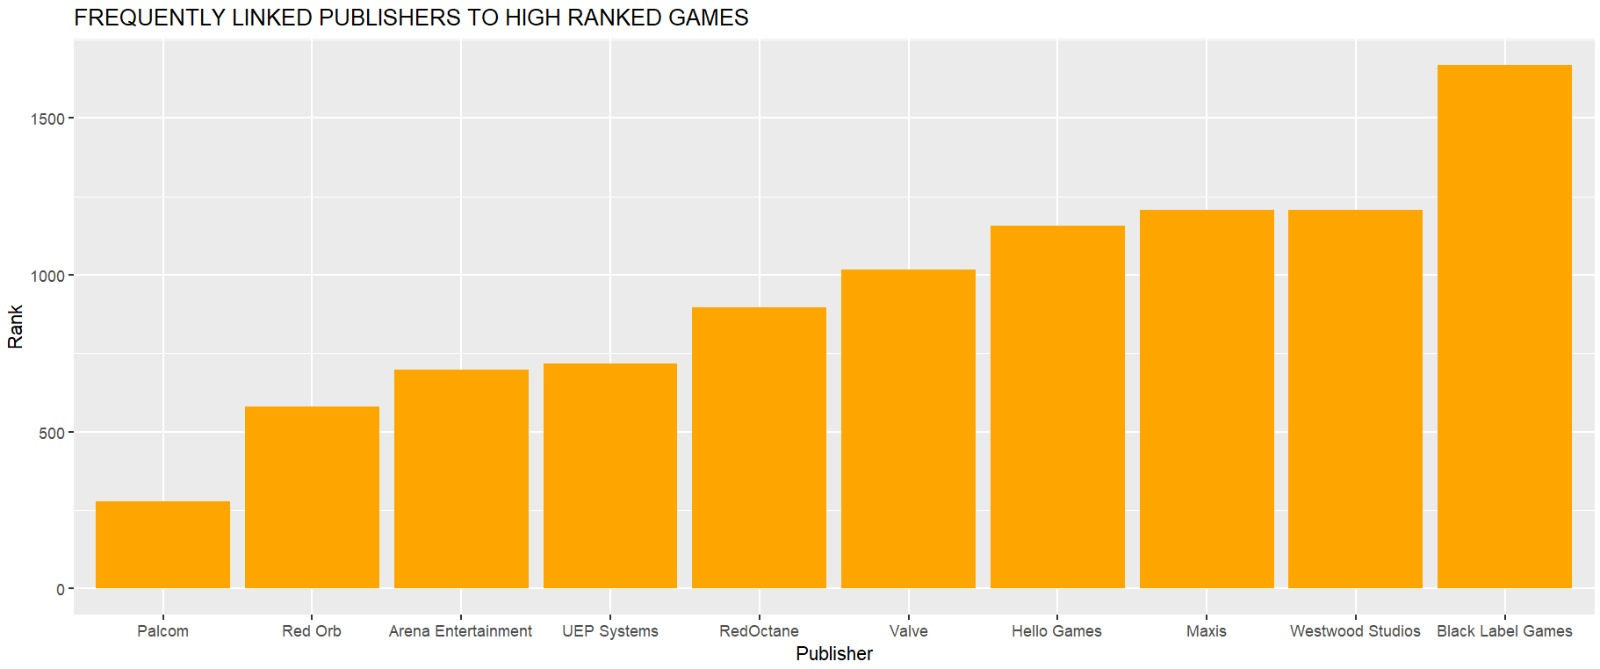 FREQUENTLY LINKED PUBLISHERS TO HIGH RANKED GAMES
1500
1000
500
0
Rank
Palcom Red Orb Arena Entertainment UEP Systems RedOctane Valve Hello Games Maxis Westwood Studios Black Label Games
Publisher